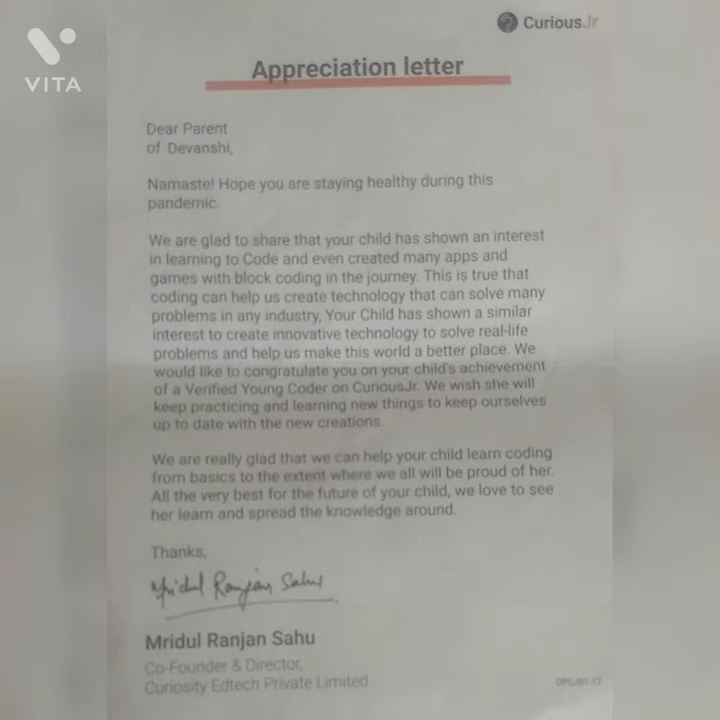 CuriousJr
VITA
Appreciation letter
Dear Parent
of Devanshi,
Namaste! Hope you are staying healthy during this
pandemic.
We are glad to share that your child has shown an interest
in learning to Code and even created many apps and
games with block coding in the journey. This is true that
coding can help us create technology that can solve many
problems in any industry, Your Child has shown a similar
interest to create innovative technology to solve real-life
problems and help us make this world a better place. We
would like to congratulate you on your child's achievement
of a Verified Young Coder on CuriousJr. We wish she will
keep practicing and learning new things to keep ourselves
up to date with the new creations.
We are really glad that we can help your child learn coding
from basics to the extent where we all will be proud of her.
All the very best for the future of your child, we love to see
her learn and spread the knowledge around.
Thanks,
Mridul Ranjan Sahu
Mridul Ranjan Sahu
Co-Founder & Director,
Curiosity Edtech Private Limited